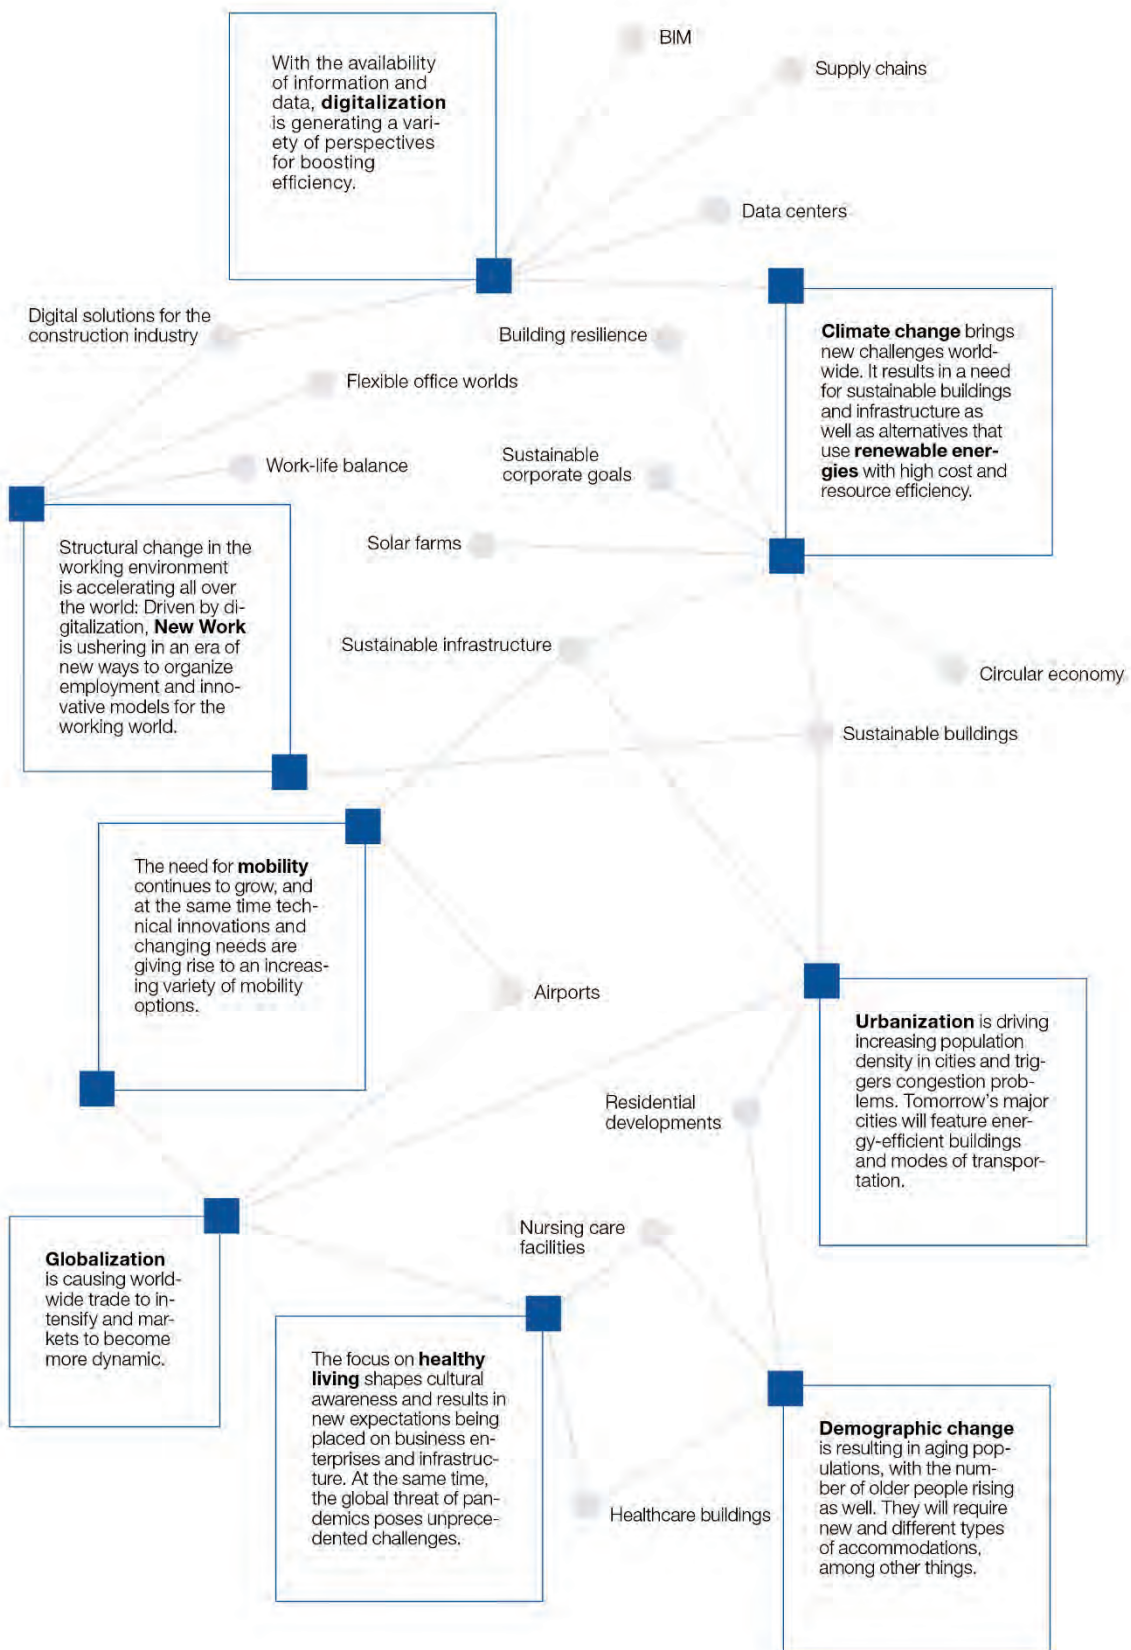 BIM
Supply chains
With the availability
of information and
data, digitalization
is generating a vari-
ety of perspectives
for boosting
efficiency.
Data centers
Digital solutions for the
construction industry
Building resilience
Flexible office worlds
Climate change brings
new challenges world-
wide. It results in a need
for sustainable buildings
and infrastructure as
well as alternatives that
use renewable ener-
gies with high cost and
resource efficiency.
Work-life balance
Sustainable
corporate goals
Solar farms
Structural change in the
working environment
is accelerating all over
the world: Driven by di-
gitalization, New Work
is ushering in an era of
new ways to organize
employment and inno-
vative models for the
working world.
Sustainable infrastructure
Circular economy
Sustainable buildings
The need for mobility
continues to grow, and
at the same time tech-
nical innovations and
changing needs are
giving rise to an increas-
ing variety of mobility
options.
Airports
Urbanization is driving
increasing population
density in cities and trig-
gers congestion prob-
lems. Tomorrow's major
cities will feature ener-
gy-efficient buildings
and modes of transpor-
tation.
Residential
developments
Nursing care
facilities
Globalization
is causing world-
wide trade to in-
tensify and mar-
kets to become
more dynamic.
The focus on healthy
living shapes cultural
awareness and results in
new expectations being
placed on business en-
terprises and infrastruc-
ture. At the same time,
the global threat of pan-
demics poses unprece-
dented challenges.
Healthcare buildings
Demographic change
is resulting in aging pop-
ulations, with the num-
ber of older people rising
as well. They will require
new and different types
of accommodations,
among other things.